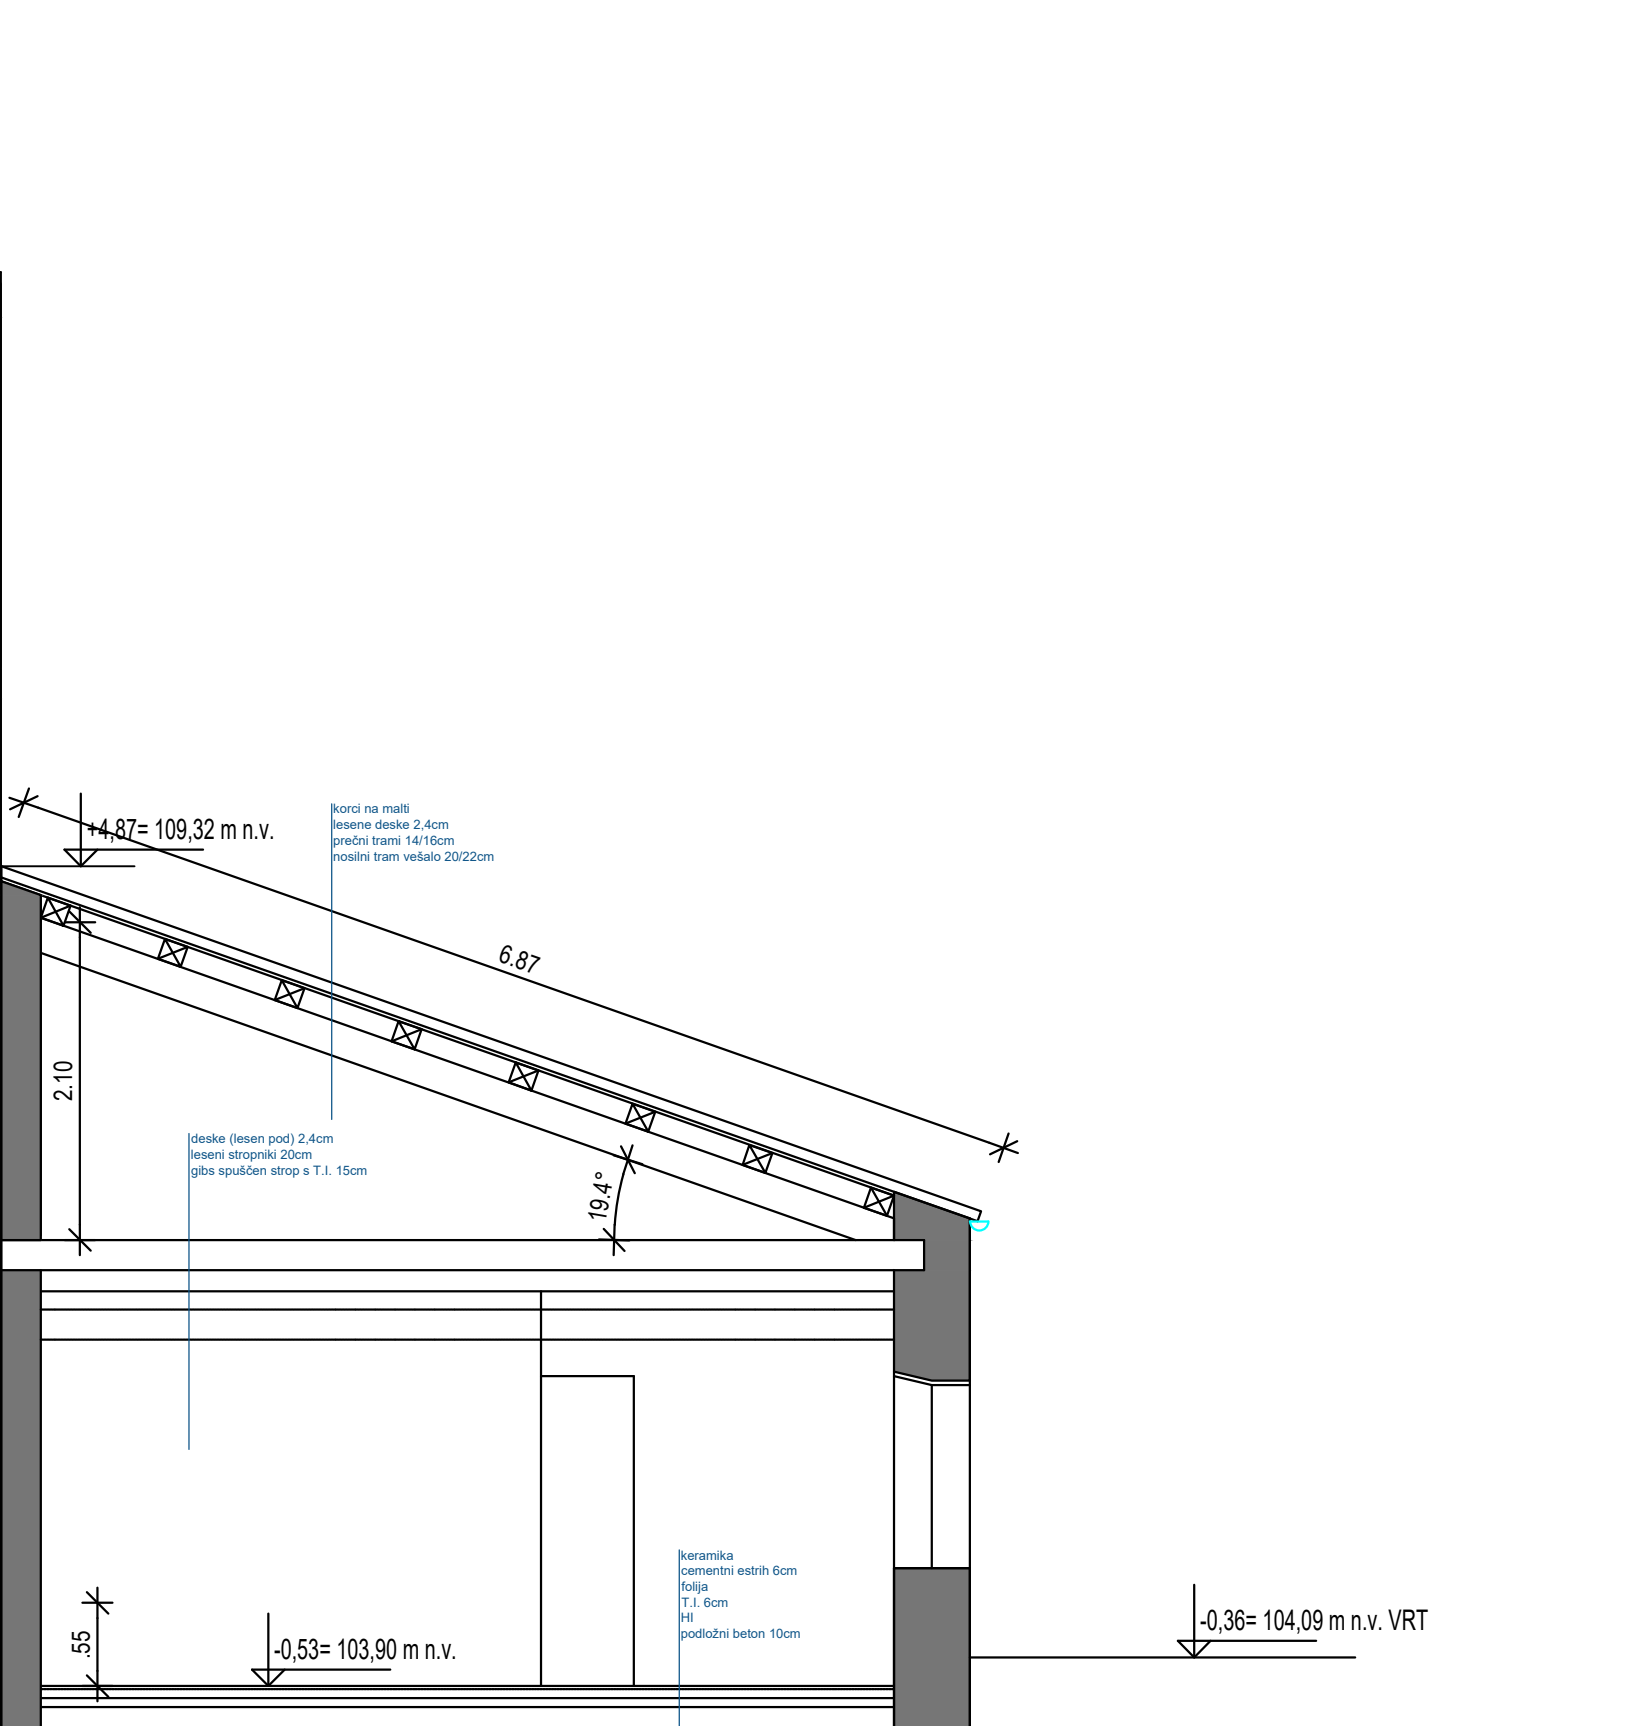 korci na malti
lesene deske 2,4cm
prečni trami 14/16cm
nosilni tram vešalo 20/22cm
+4,87= 109,32 m n.v.
6.87
2.10
deske (lesen pod) 2,4cm
leseni stropniki 20cm
gibs spuščen strop s T.I. 15cm
19.4°
keramika
cementni estrih 6cm
folija
T.I. 6cm
HI
podložni beton 10cm
.55
-0,53= 103,90 m n.v.
-0,36= 104,09 m n.v. VRT